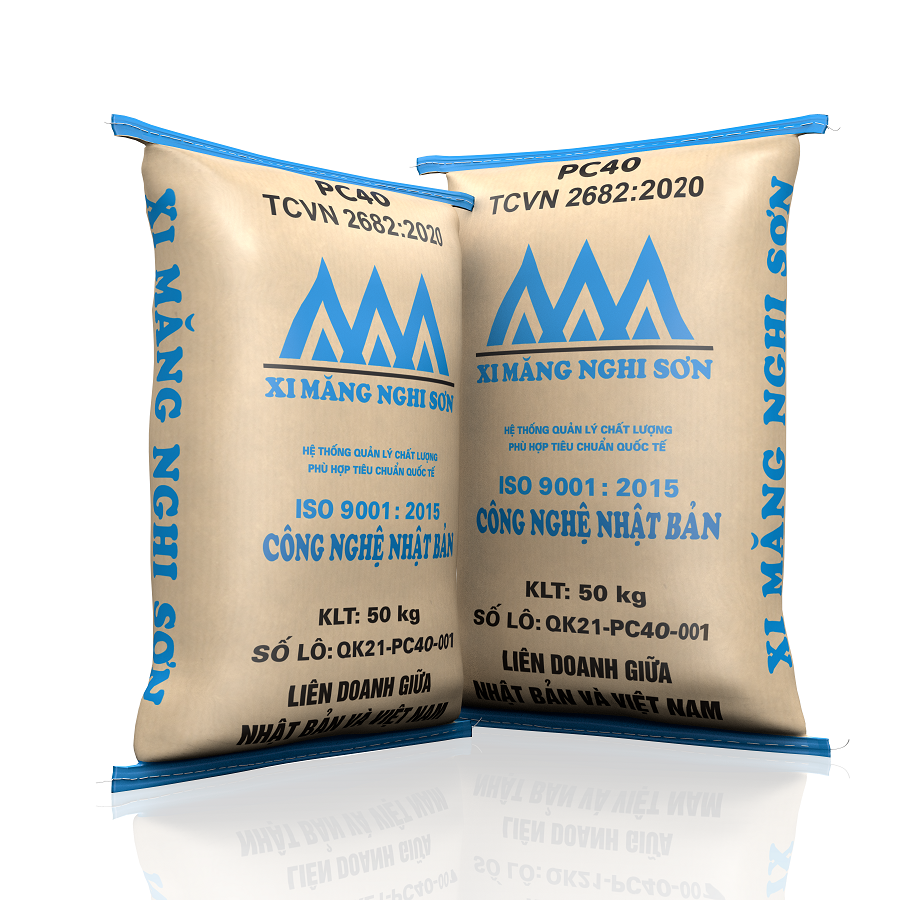 XI MĂNG NGHI SƠN
PC40
TCVN 2682:2020
XI MĂNG NGHI SƠN
HỆ THỐNG QUẢN LÝ CHẤT LƯỢNG
PHÙ HỢP TIÊU CHUẨN QUỐC TẾ
ISO 9001: 2015
CÔNG NGHỆ NHẬT BẢN
KLT: 50 kg
SỐ LÔ: QK21-PC40-001
LIÊN DOANH GIỮA
NHẬT BẢN VÀ VIỆT NAM
PC40
TCVN 2682:2020
XI MĂNG NGHI SƠN
HỆ THỐNG QUẢN LÝ CHẤT LƯỢNG
PHÙ HỢP TIÊU CHUẨN QUỐC TẾ
ISO 9001: 2015
CÔNG NGHỆ NHẬT BẢN
KLT: 50 kg
SỐ LÔ: QK21-PC40-001
LIÊN DOANH GIỮA
NHẬT BẢN VÀ VIỆT NAM
XI MĂNG NGHI SƠN